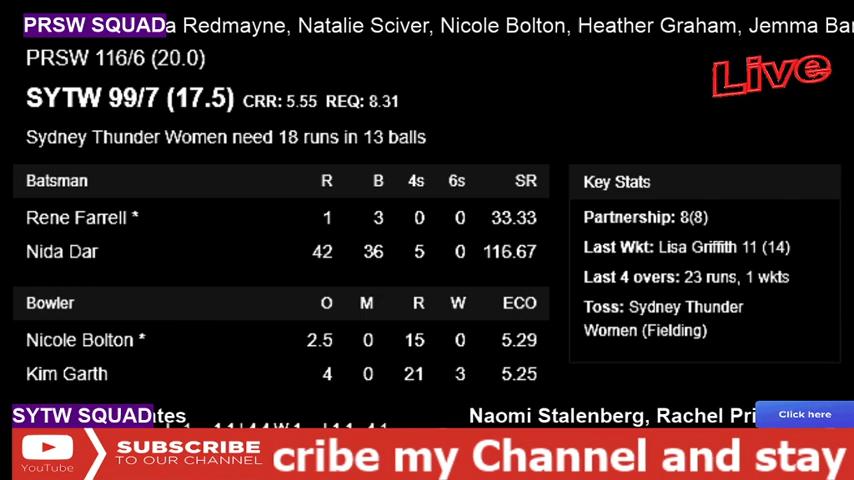 PRSW SQUAD a Redmayne, Natalie Sciver, Nicole Bolton, Heather Graham, Jemma Bar
PRSW 116/6 (20.0)
Live
SYTW 99/7 (17.5) CRR: 5.55 REQ: 8.31
Sydney Thunder Women need 18 runs in 13 balls
Batsman R B 4s 6s SR
Rene Farrell * 1 3 0 0 33.33
Nida Dar 42 36 5 0 116.67
Bowler O M R W ECO
Nicole Bolton * 2.5 0 15 0 5.29
Kim Garth 4 0 21 3 5.25
Key Stats
Partnership: 8(8)
Last Wkt: Lisa Griffith 11 (14)
Last 4 overs: 23 runs, 1 wkts
Toss: Sydney Thunder
Women (Fielding)
SYTW SQUAD tes Naomi Stalenberg, Rachel Pri
Click here
YouTube
SUBSCRIBE
TO OUR CHANNEL
cribe my Channel and stay